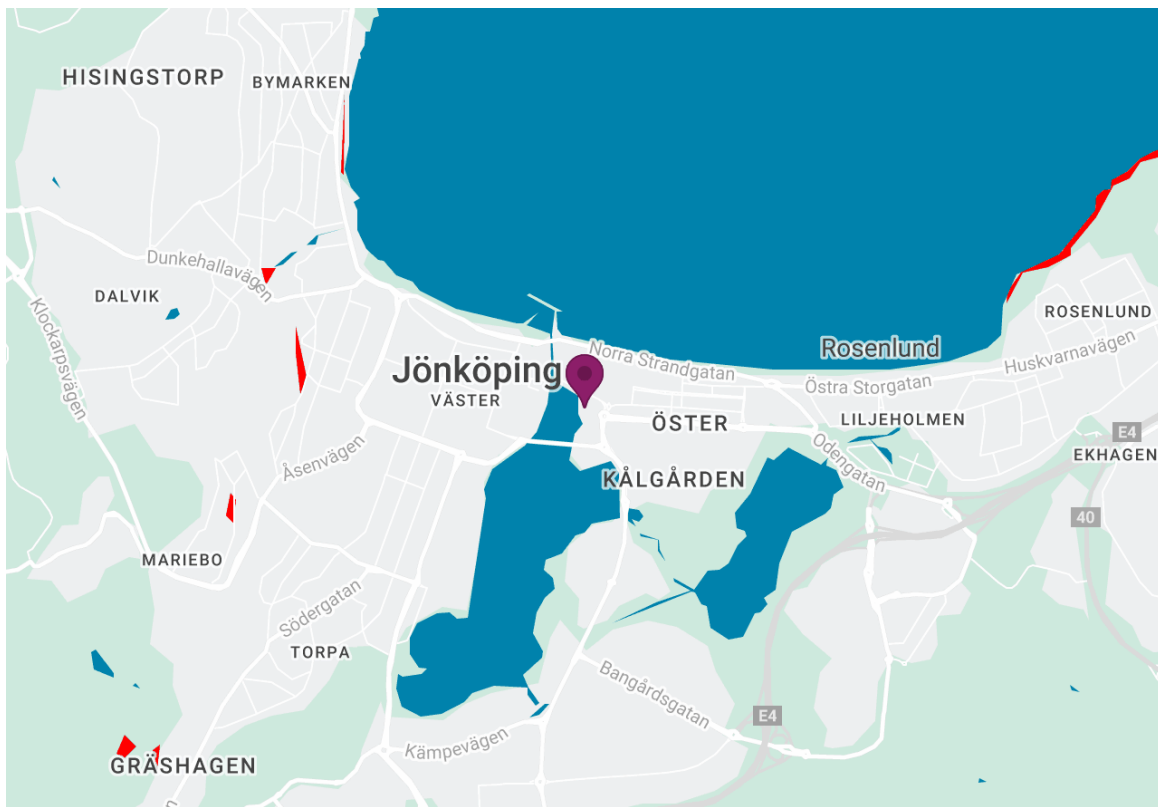 HISINGSTORP
BYMARKEN
Dunkehallavägen
DALVIK
Klockarpsvägen
ROSENLUND
Rosenlund
Norra Strandgatan
Huskvarnavägen
Jönköping
VÄSTER
Östra Storgatan
ÖSTER
LILJEHOLMEN
E4
EKHAGEN
Odengatan
Åsenvägen
KÅLGÅRDEN
40
MARIEBO
Södergatan
TORPA
Bangårdsgatan
E4
Kämpevägen
GRÄSHAGEN